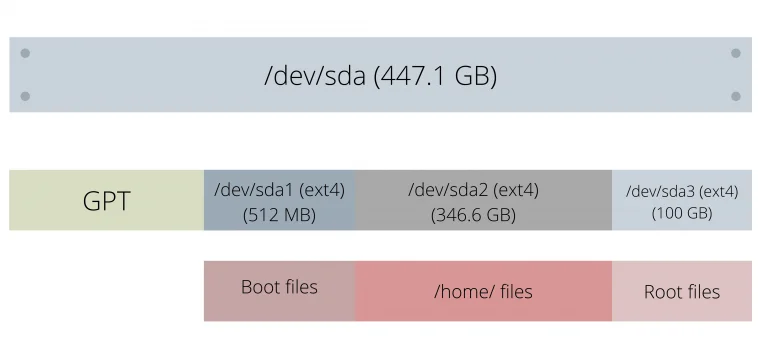 /dev/sda (447.1 GB)
GPT
/dev/sda1 (ext4)
(512 MB)
/dev/sda2 (ext4)
(346.6 GB)
/dev/sda3 (ext4)
(100 GB)
Boot files
/home/ files
Root files